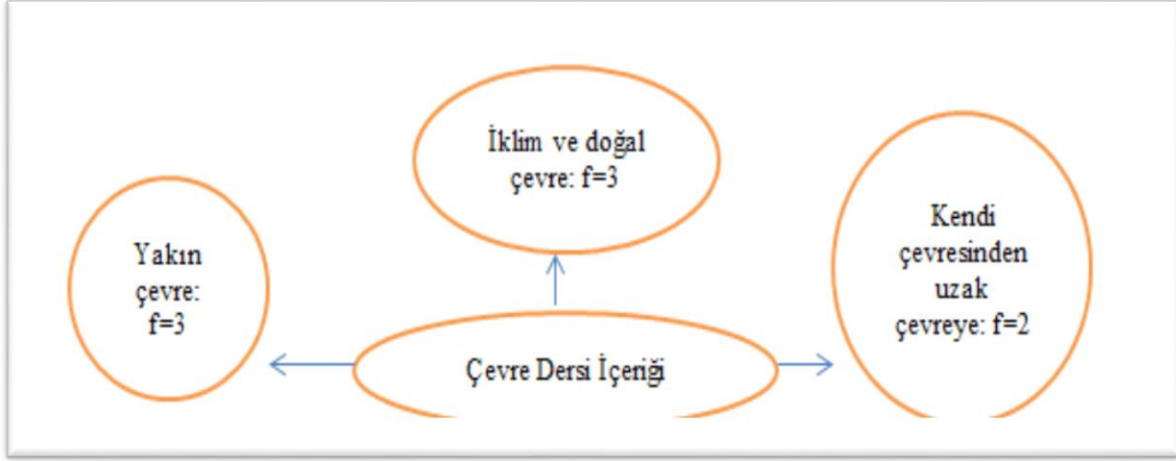 İklim ve doğal
çevre: f=3
Yakın
çevre:
f=3
Kendi
çevresinden
uzak
çevreye: f=2
Çevre Dersi İçeriği